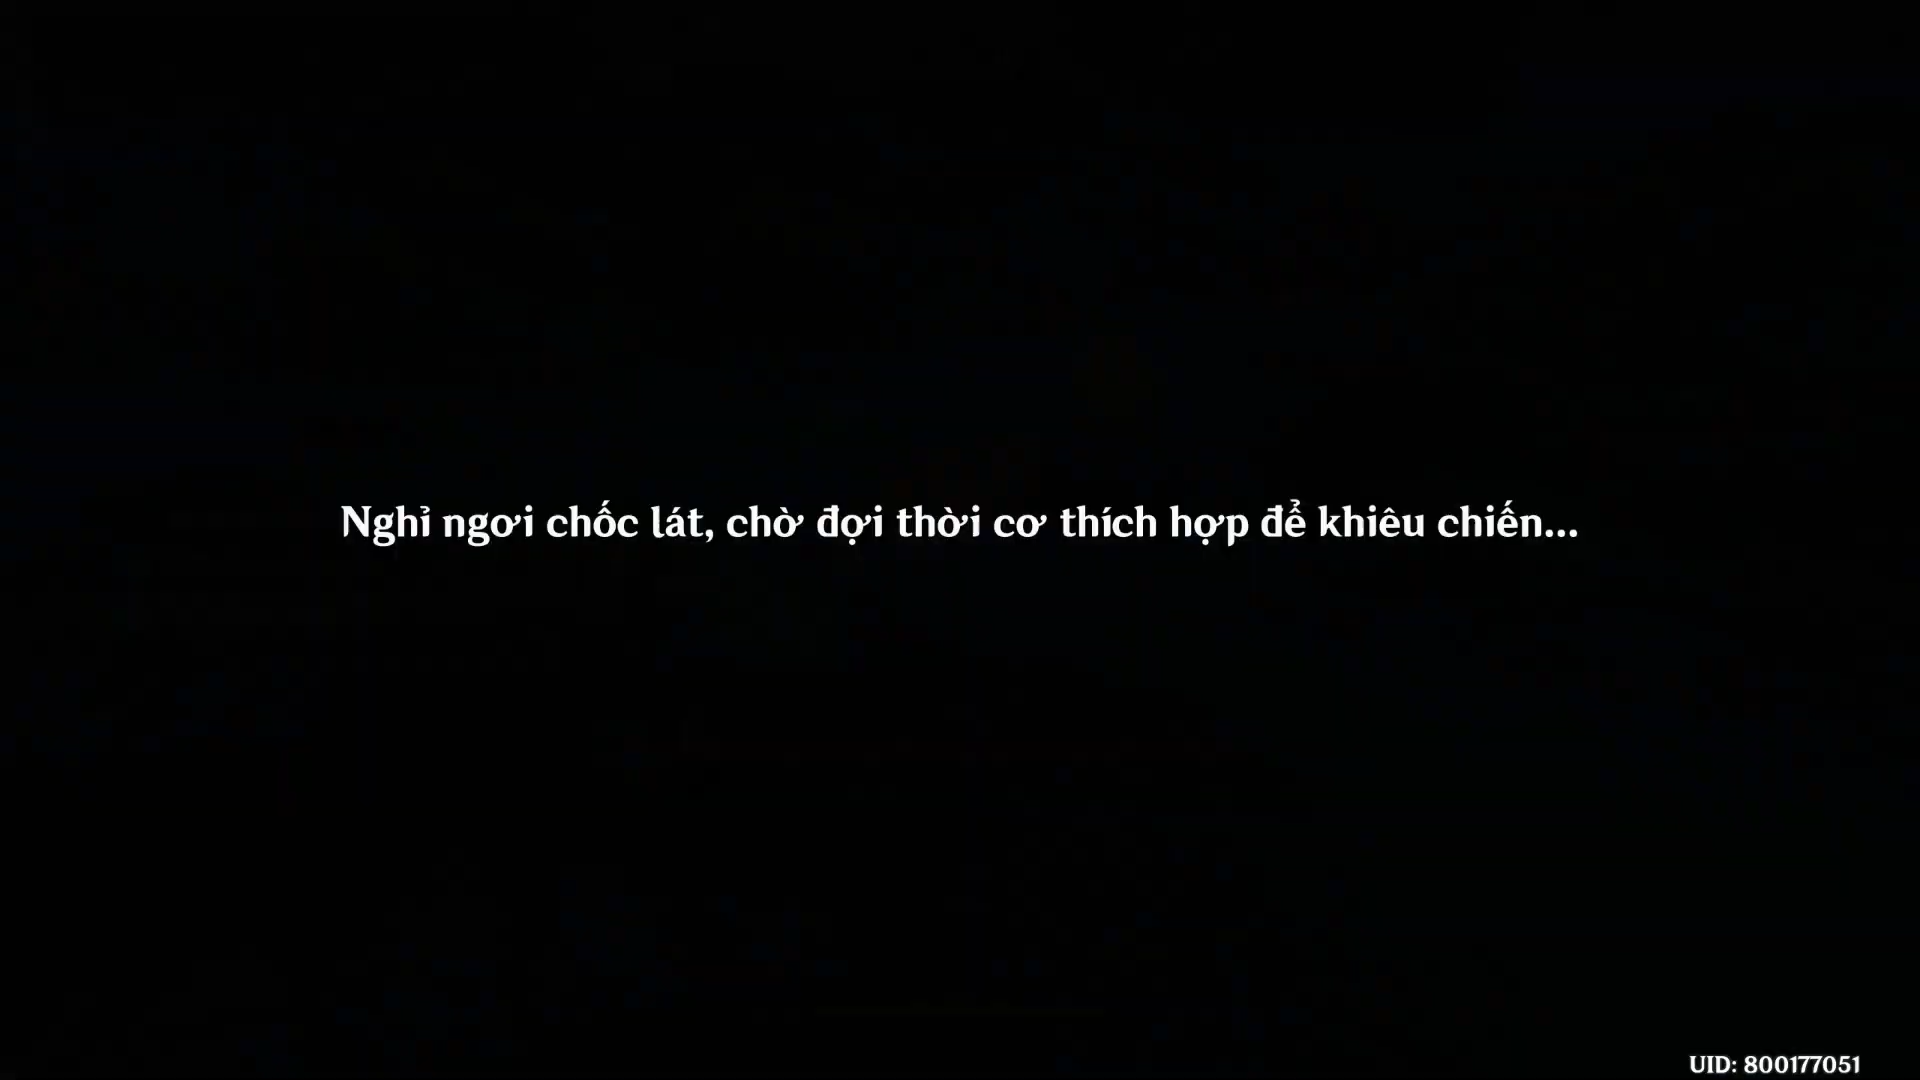 Nghỉ ngơi chốc lát, chờ đợi thời cơ thích hợp để khiêu chiến...
UID: 800177051